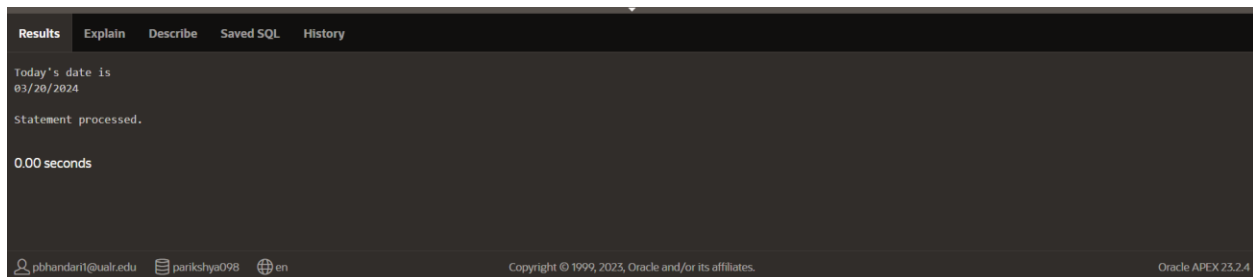 Results Explain Describe Saved SQL History
Today's date is
03/20/2024
Statement processed.
0.00 seconds
pbhandari1@ualr.edu parikshya098 en Copyright © 1999, 2023, Oracle and/or its affiliates. Oracle APEX 23.2.4